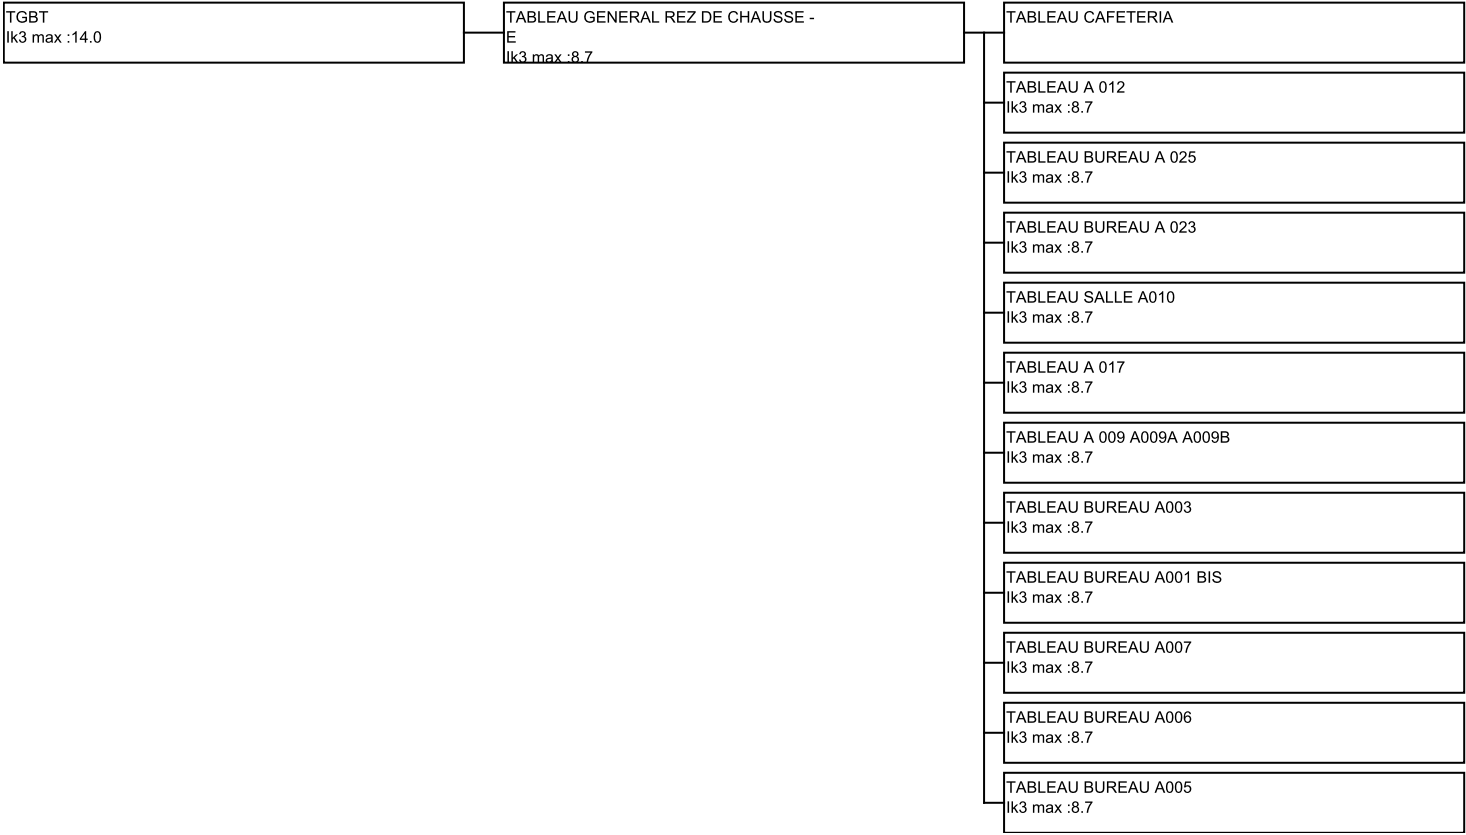 TGBT
Ik3 max :14.0
TABLEAU GENERAL REZ DE CHAUSSE -
E
Ik3 max :8.7
TABLEAU CAFETERIA
TABLEAU A 012
Ik3 max :8.7
TABLEAU BUREAU A 025
Ik3 max :8.7
TABLEAU BUREAU A 023
Ik3 max :8.7
TABLEAU SALLE A010
Ik3 max :8.7
TABLEAU A 017
Ik3 max :8.7
TABLEAU A 009 A009A A009B
Ik3 max :8.7
TABLEAU BUREAU A003
Ik3 max :8.7
TABLEAU BUREAU A001 BIS
Ik3 max :8.7
TABLEAU BUREAU A007
Ik3 max :8.7
TABLEAU BUREAU A006
Ik3 max :8.7
TABLEAU BUREAU A005
Ik3 max :8.7